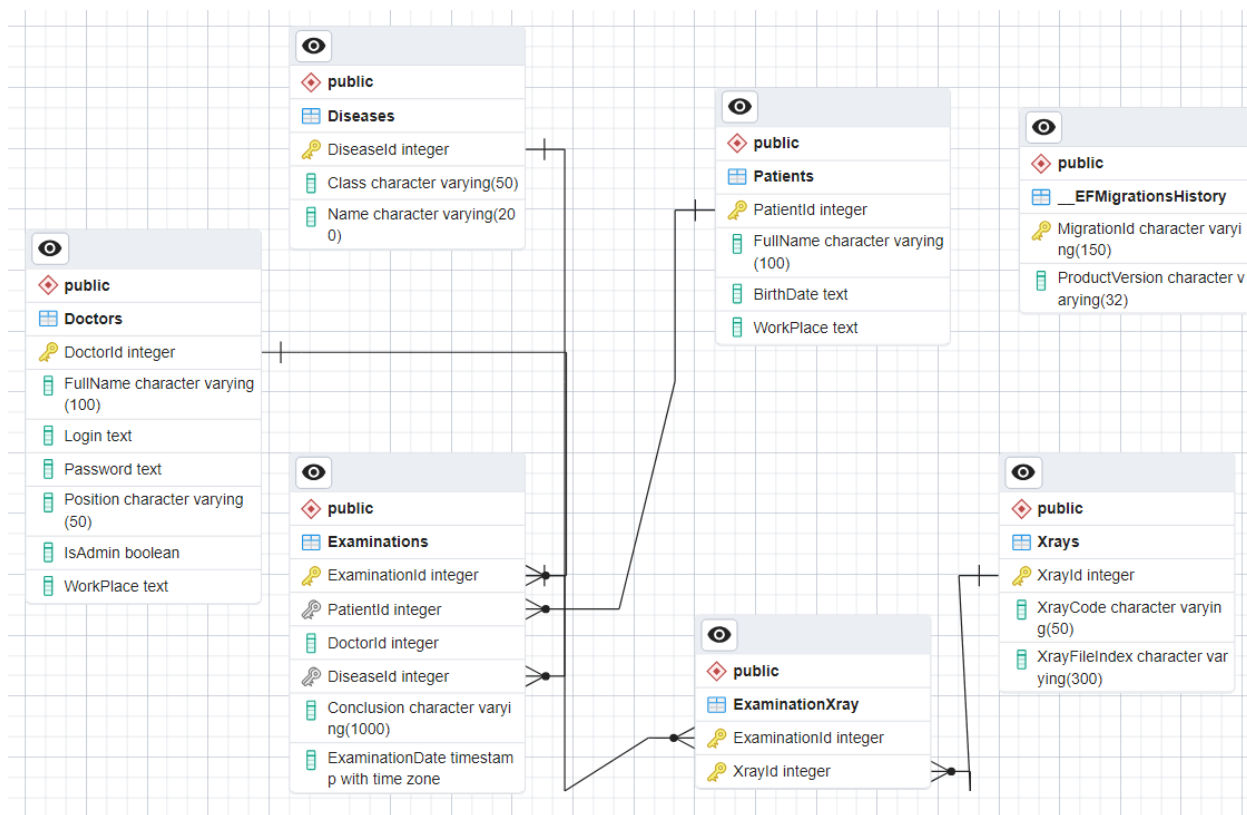 public
Diseases
DiseaseId integer
Class character varying(50)
Name character varying(20
0)
public
Doctors
DoctorId integer
FullName character varying
(100)
Login text
Password text
Position character varying
(50)
IsAdmin boolean
WorkPlace text
public
Examinations
ExaminationId integer
PatientId integer
DoctorId integer
DiseaseId integer
Conclusion character varyi
ng(1000)
ExaminationDate timestam
p with time zone
public
Patients
PatientId integer
FullName character varying
(100)
BirthDate text
WorkPlace text
public
__EFMigrationsHistory
MigrationId character varyi
ng(150)
ProductVersion character v
arying(32)
public
ExaminationXray
ExaminationId integer
XrayId integer
public
Xrays
XrayId integer
XrayCode character varyin
g(50)
XrayFileIndex character var
ying(300)